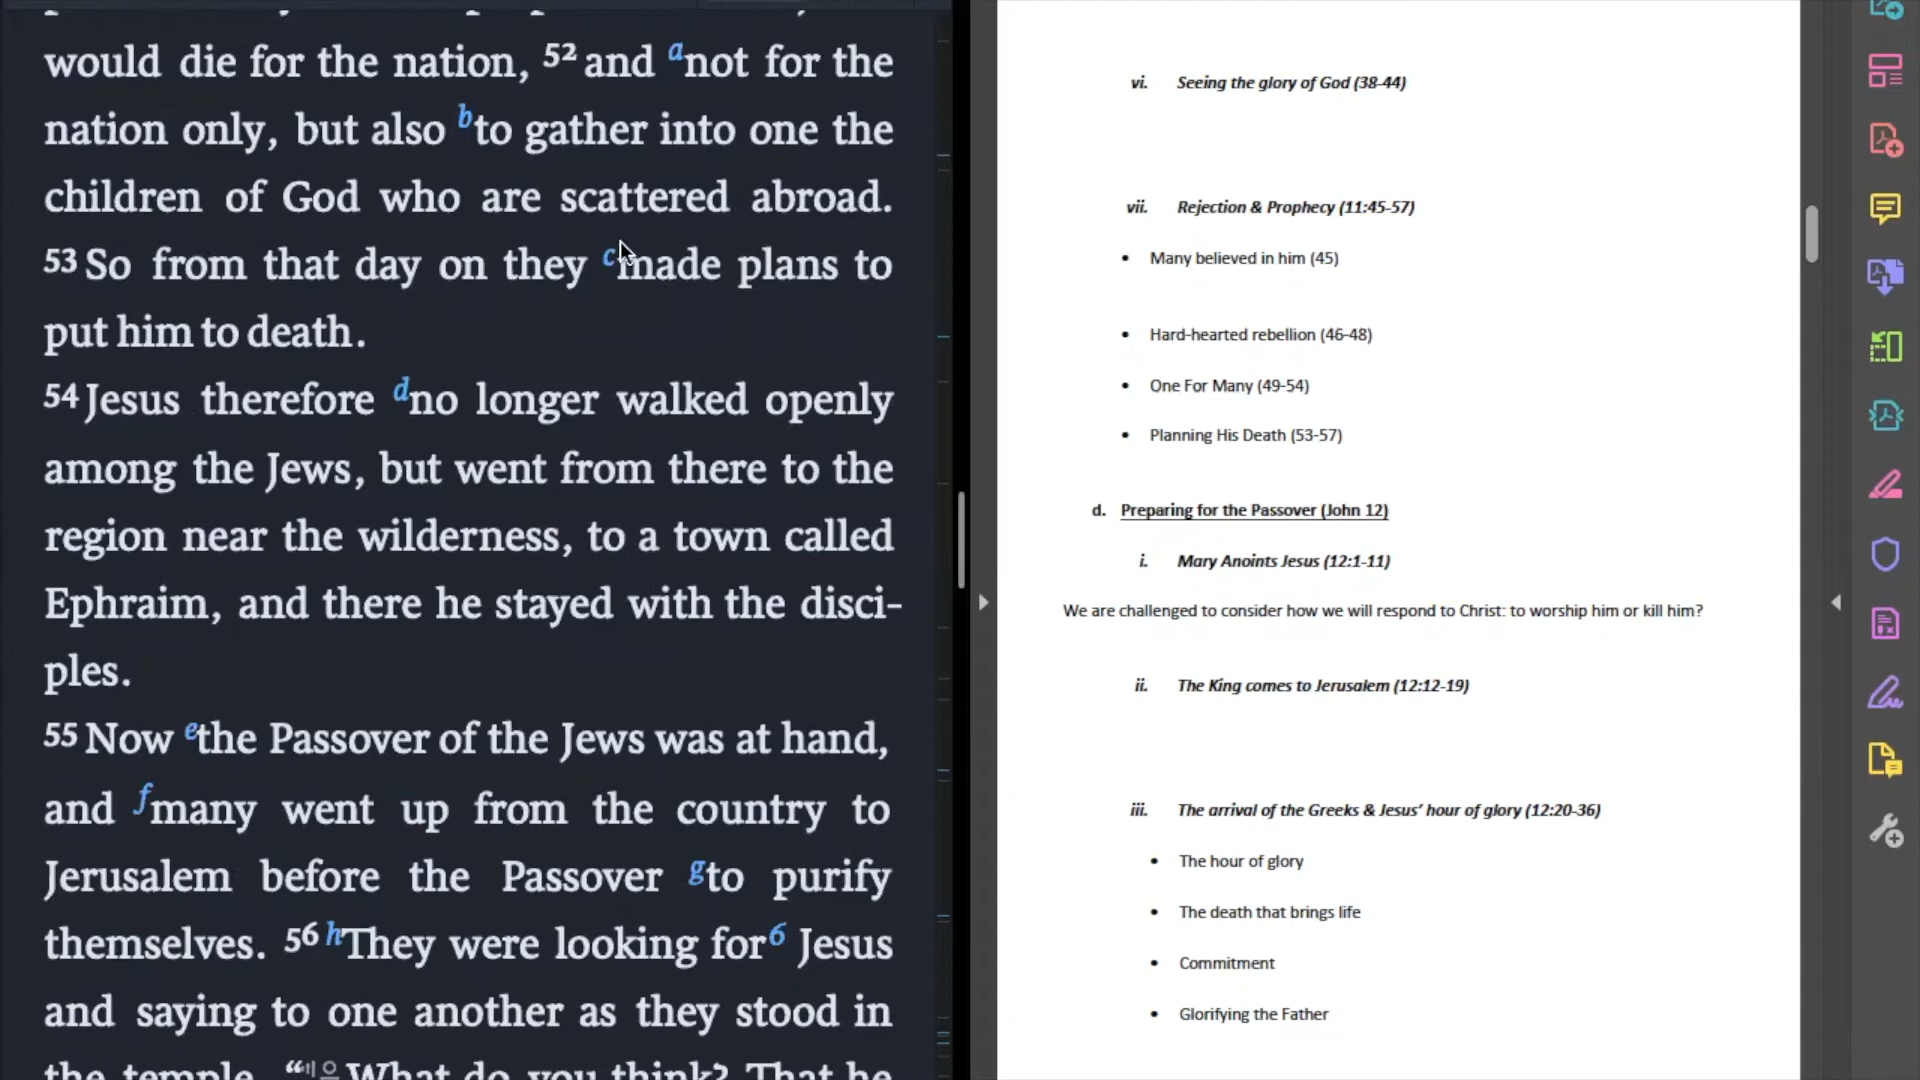 would die for the nation, 52 and a not for the
nation only, but also b to gather into one the
children of God who are scattered abroad.
53 So from that day on they c made plans to
put him to death.
54 Jesus therefore d no longer walked openly
among the Jews, but went from there to the
region near the wilderness, to a town called
Ephraim, and there he stayed with the disci-
ples.
55 Now e the Passover of the Jews was at hand,
and f many went up from the country to
Jerusalem before the Passover g to purify
themselves. 56 h They were looking for 6 Jesus
and saying to one another as they stood in
the temple, “What do you think? That he
vi. Seeing the glory of God (38-44)
vii. Rejection & Prophecy (11:45-57)
• Many believed in him (45)
• Hard-hearted rebellion (46-48)
• One For Many (49-54)
• Planning His Death (53-57)
d. Preparing for the Passover (John 12)
i. Mary Anoints Jesus (12:1-11)
We are challenged to consider how we will respond to Christ: to worship him or kill him?
ii. The King comes to Jerusalem (12:12-19)
iii. The arrival of the Greeks & Jesus’ hour of glory (12:20-36)
• The hour of glory
• The death that brings life
• Commitment
• Glorifying the Father